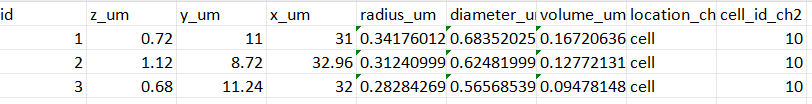 id z_um y_um x_um radius_um diameter_u volume_um location_ch cell_id_ch2
1 0.72 11 31 0.34176012 0.68352025 0.16720636 cell 10
2 1.12 8.72 32.96 0.31240999 0.62481999 0.12772131 cell 10
3 0.68 11.24 32 0.28284269 0.56568539 0.09478148 cell 10